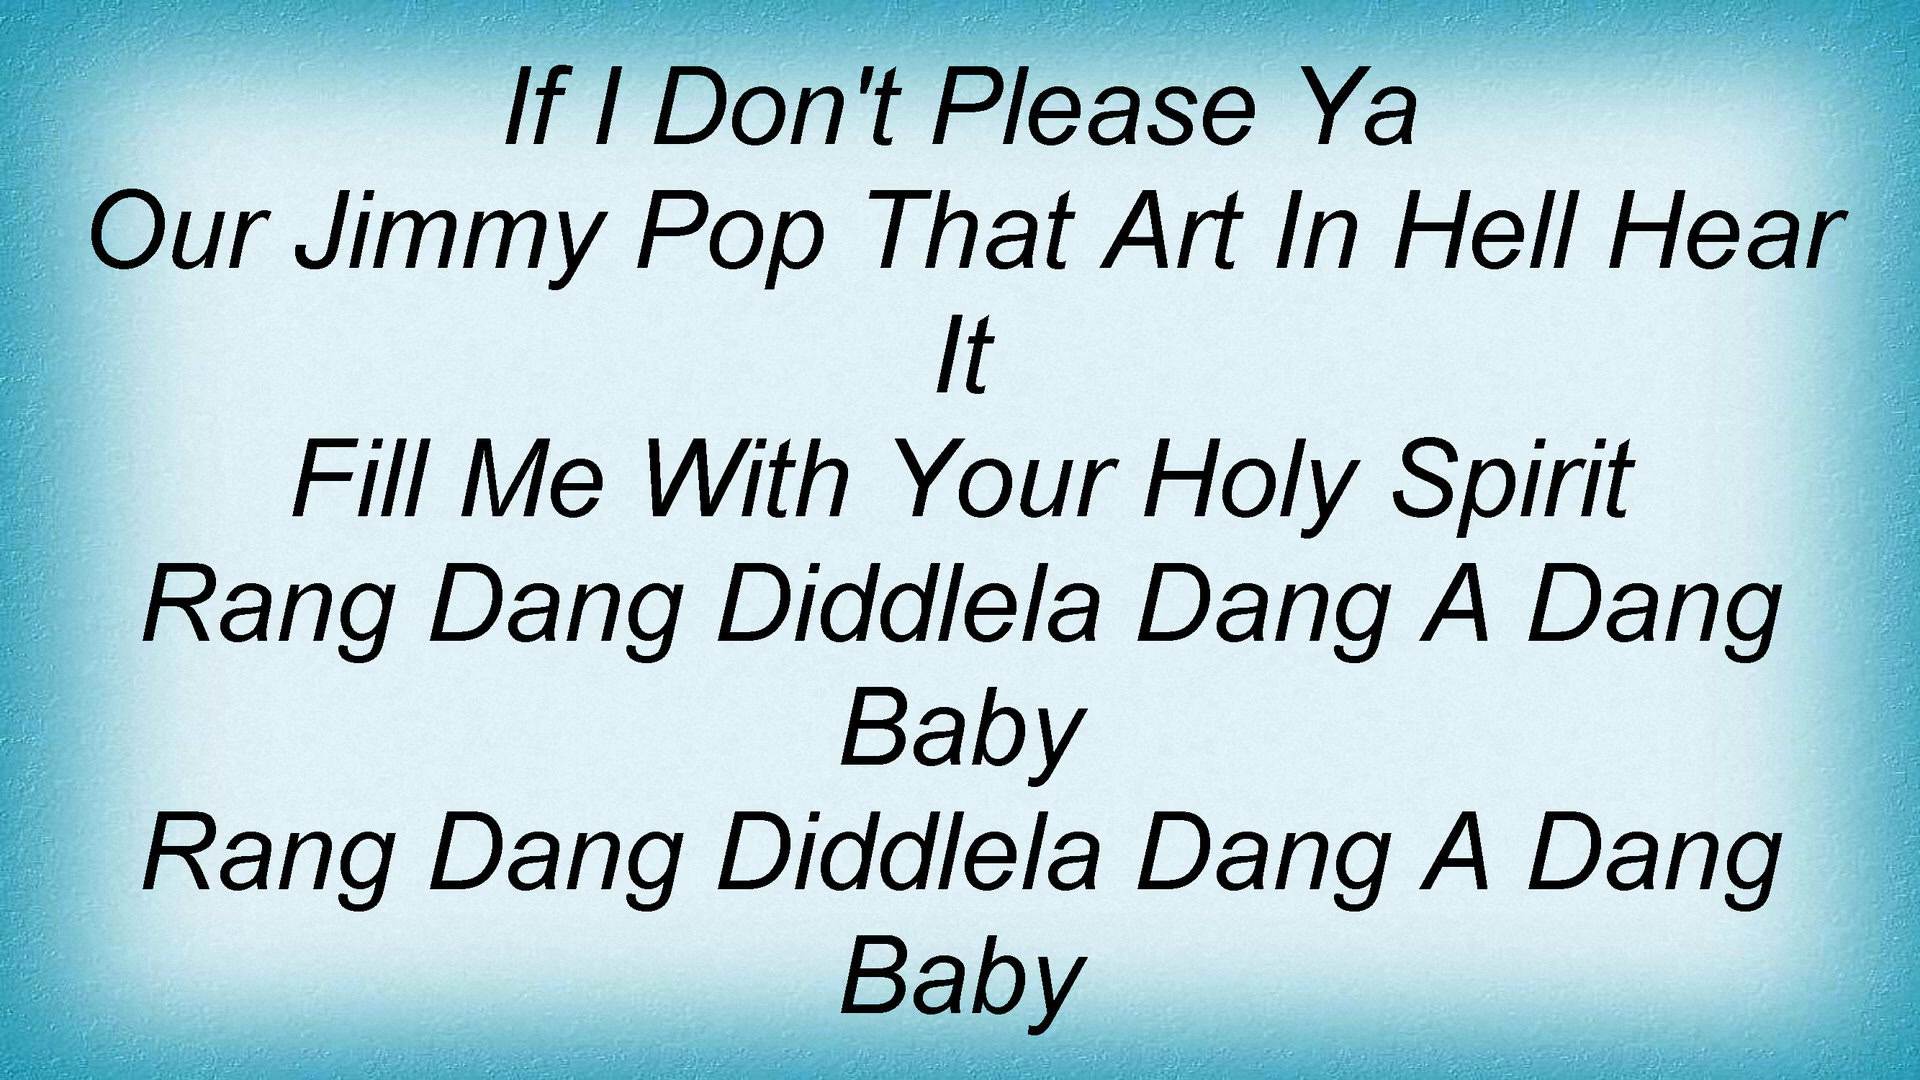 If I Don't Please Ya
Our Jimmy Pop That Art In Hell Hear
It
Fill Me With Your Holy Spirit
Rang Dang Diddlela Dang A Dang
Baby
Rang Dang Diddlela Dang A Dang
Baby